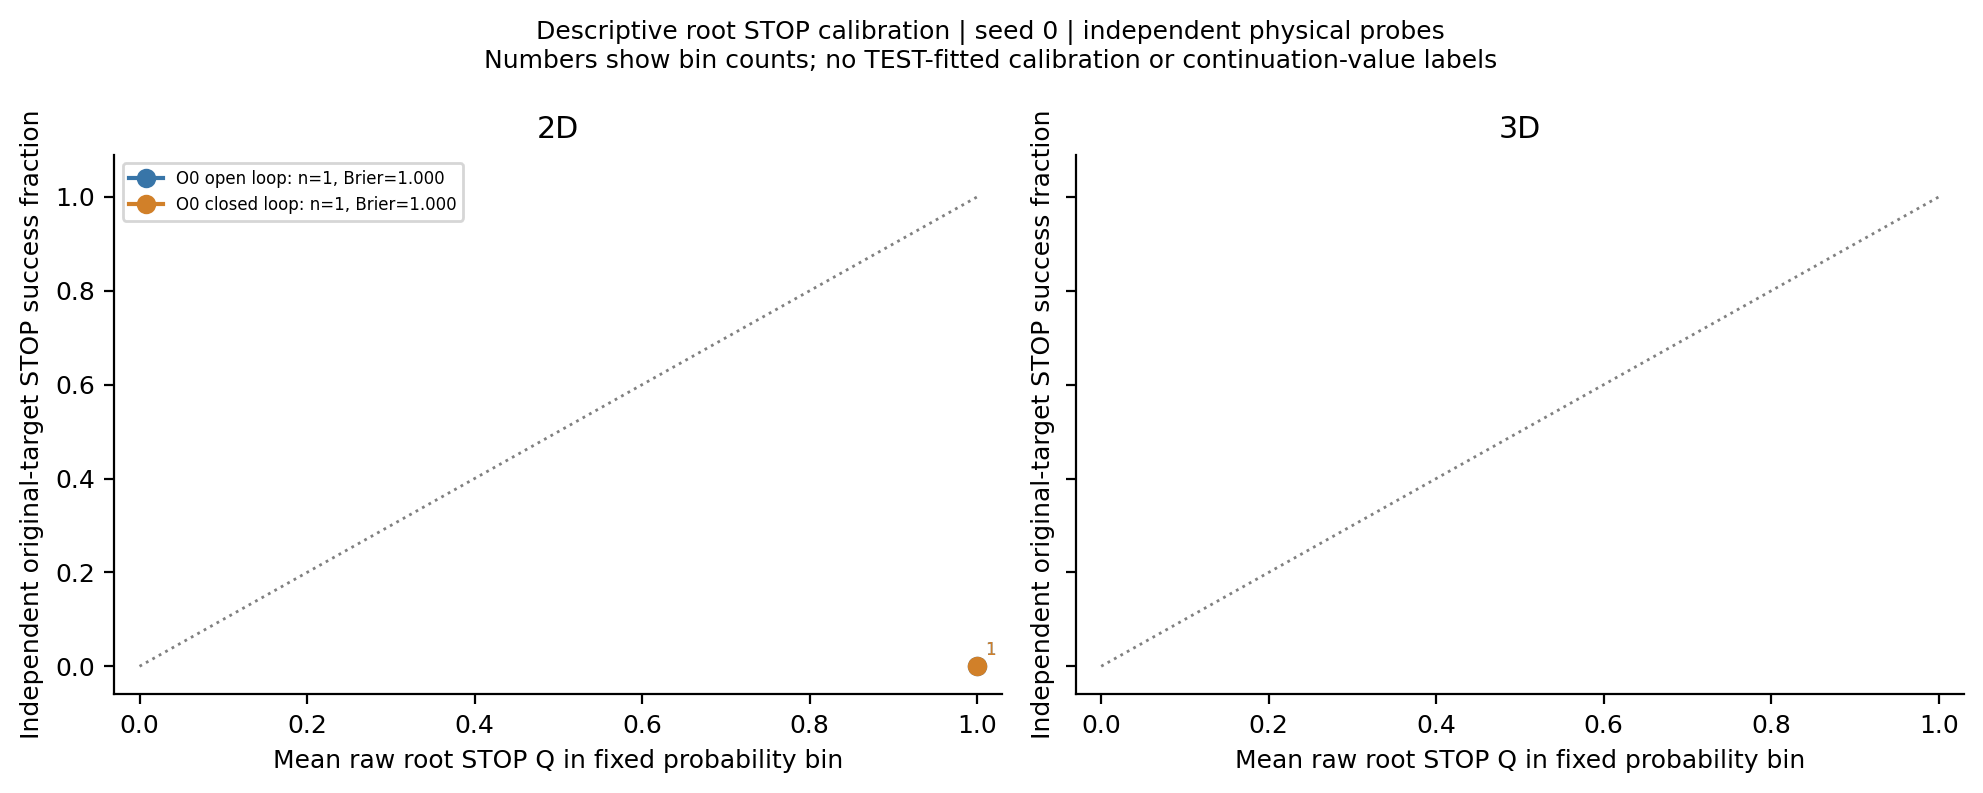 Descriptive root STOP calibration | seed 0 | independent physical probes
Numbers show bin counts; no TEST-fitted calibration or continuation-value labels
2D
Independent original-target STOP success fraction
1.0
0.8
0.6
0.4
0.2
0.0
O0 open loop: n=1, Brier=1.000
O0 closed loop: n=1, Brier=1.000
1
0.0 0.2 0.4 0.6 0.8 1.0
Mean raw root STOP Q in fixed probability bin
3D
Independent original-target STOP success fraction
0.0 0.2 0.4 0.6 0.8 1.0
Mean raw root STOP Q in fixed probability bin